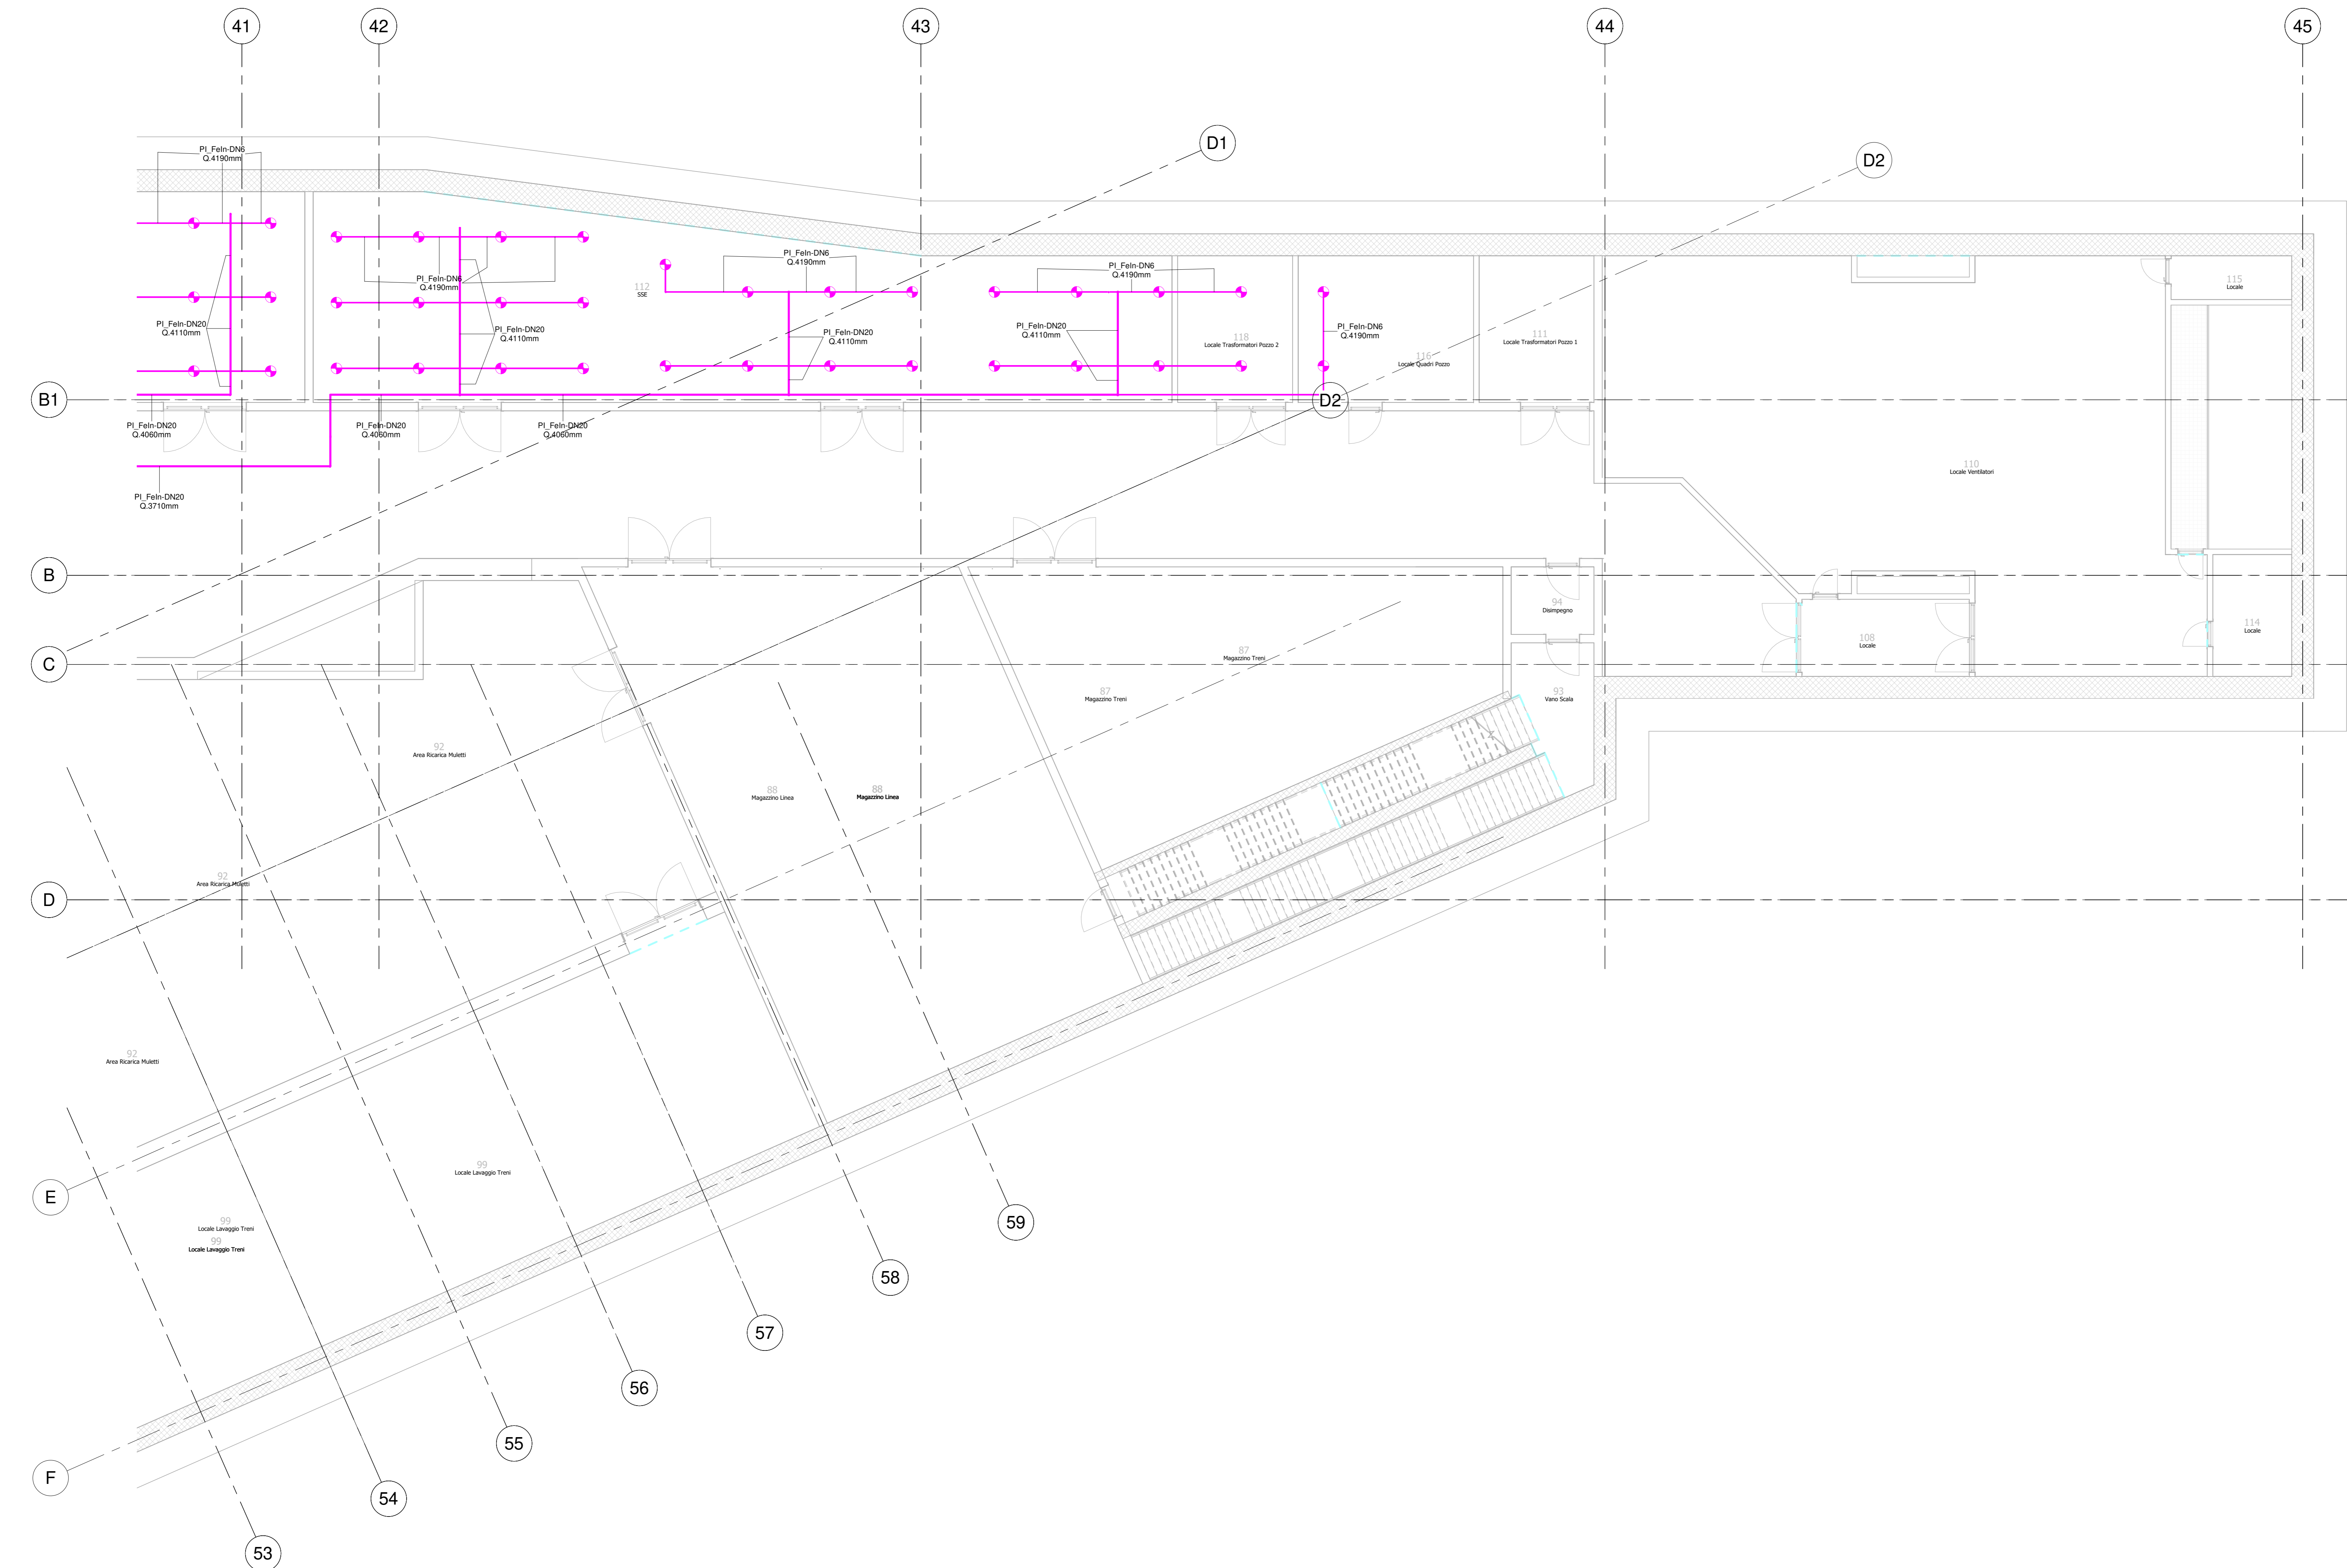 41
42
43
44
45
D1
D2
PI_FeIn-DN6
Q.4190mm
PI_FeIn-DN6
Q.4190mm
PI_FeIn-DN6
Q.4190mm
PI_FeIn-DN6
Q.4190mm
112
SSE
115
Locale
PI_FeIn-DN20
Q.4110mm
PI_FeIn-DN20
Q.4110mm
PI_FeIn-DN20
Q.4110mm
PI_FeIn-DN20
Q.4110mm
118
Locale Trasformatori Pozzo 2
PI_FeIn-DN6
Q.4190mm
116
Locale Quadri Pozzo
111
Locale Trasformatori Pozzo 1
B1
D2
PI_FeIn-DN20
Q.4060mm
PI_FeIn-DN20
Q.4060mm
PI_FeIn-DN20
Q.4060mm
110
Locale Ventilatori
PI_FeIn-DN20
Q.3710mm
B
94
Disimpegno
114
Locale
108
Locale
C
87
Magazzino Treni
87
Magazzino Treni
93
Vano Scala
92
Area Ricarica Muletti
88
Magazzino Linea
88
Magazzino Linea
92
Area Ricarica Muletti
D
92
Area Ricarica Muletti
99
Locale Lavaggio Treni
E
99
Locale Lavaggio Treni
99
Locale Lavaggio Treni
59
58
57
56
55
F
54
53